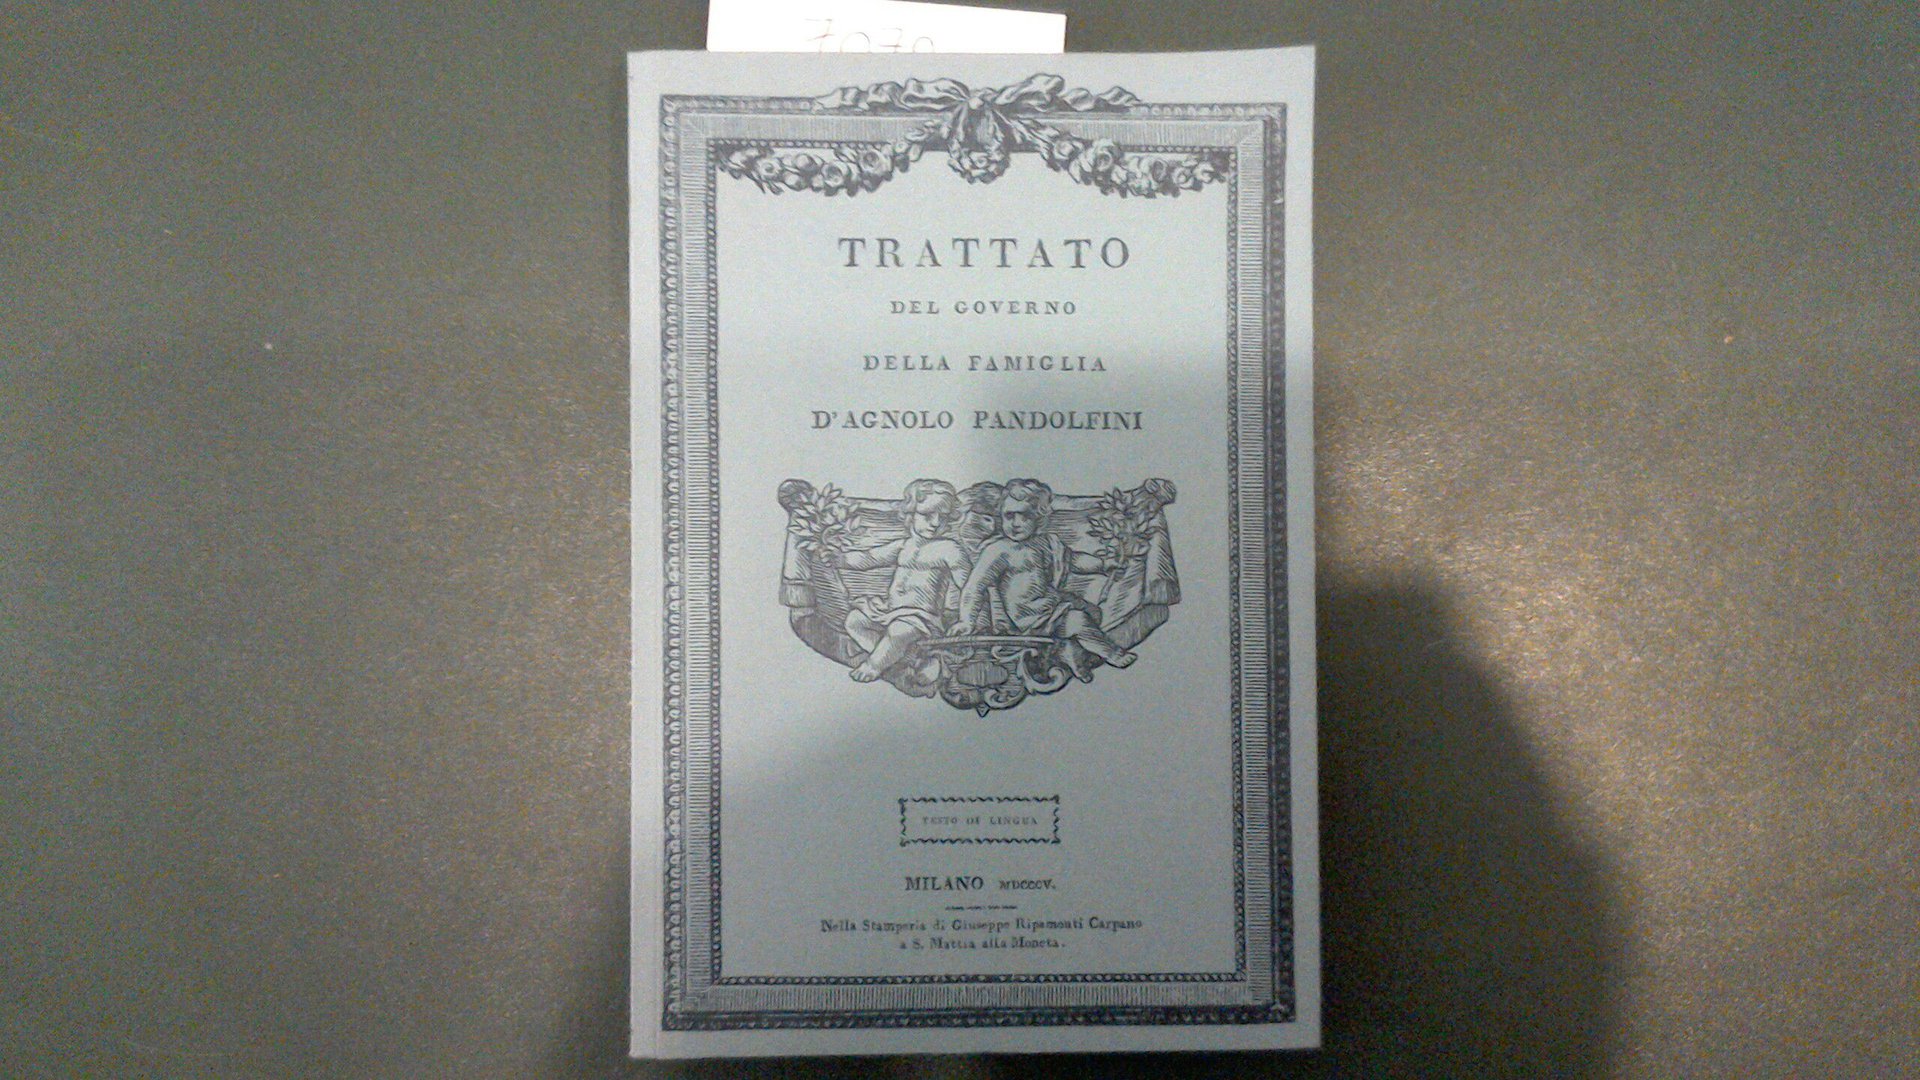 7070
TRATTATO
DEL GOVERNO
DELLA FAMIGLIA
D'AGNOLO PANDOLFINI
TESTO DI LINGUA
MILANO MDCCCV.
Nella Stamperia di Giuseppe Ripamonti Carpano
a S. Mattia alla Moneta.